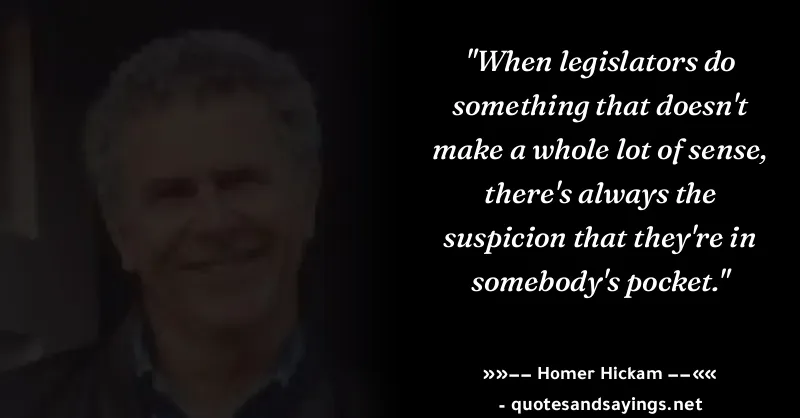 "When legislators do
something that doesn't
make a whole lot of sense,
there's always the
suspicion that they're in
somebody's pocket."
»»−− Homer Hickam −−««
- quotesandsayings.net